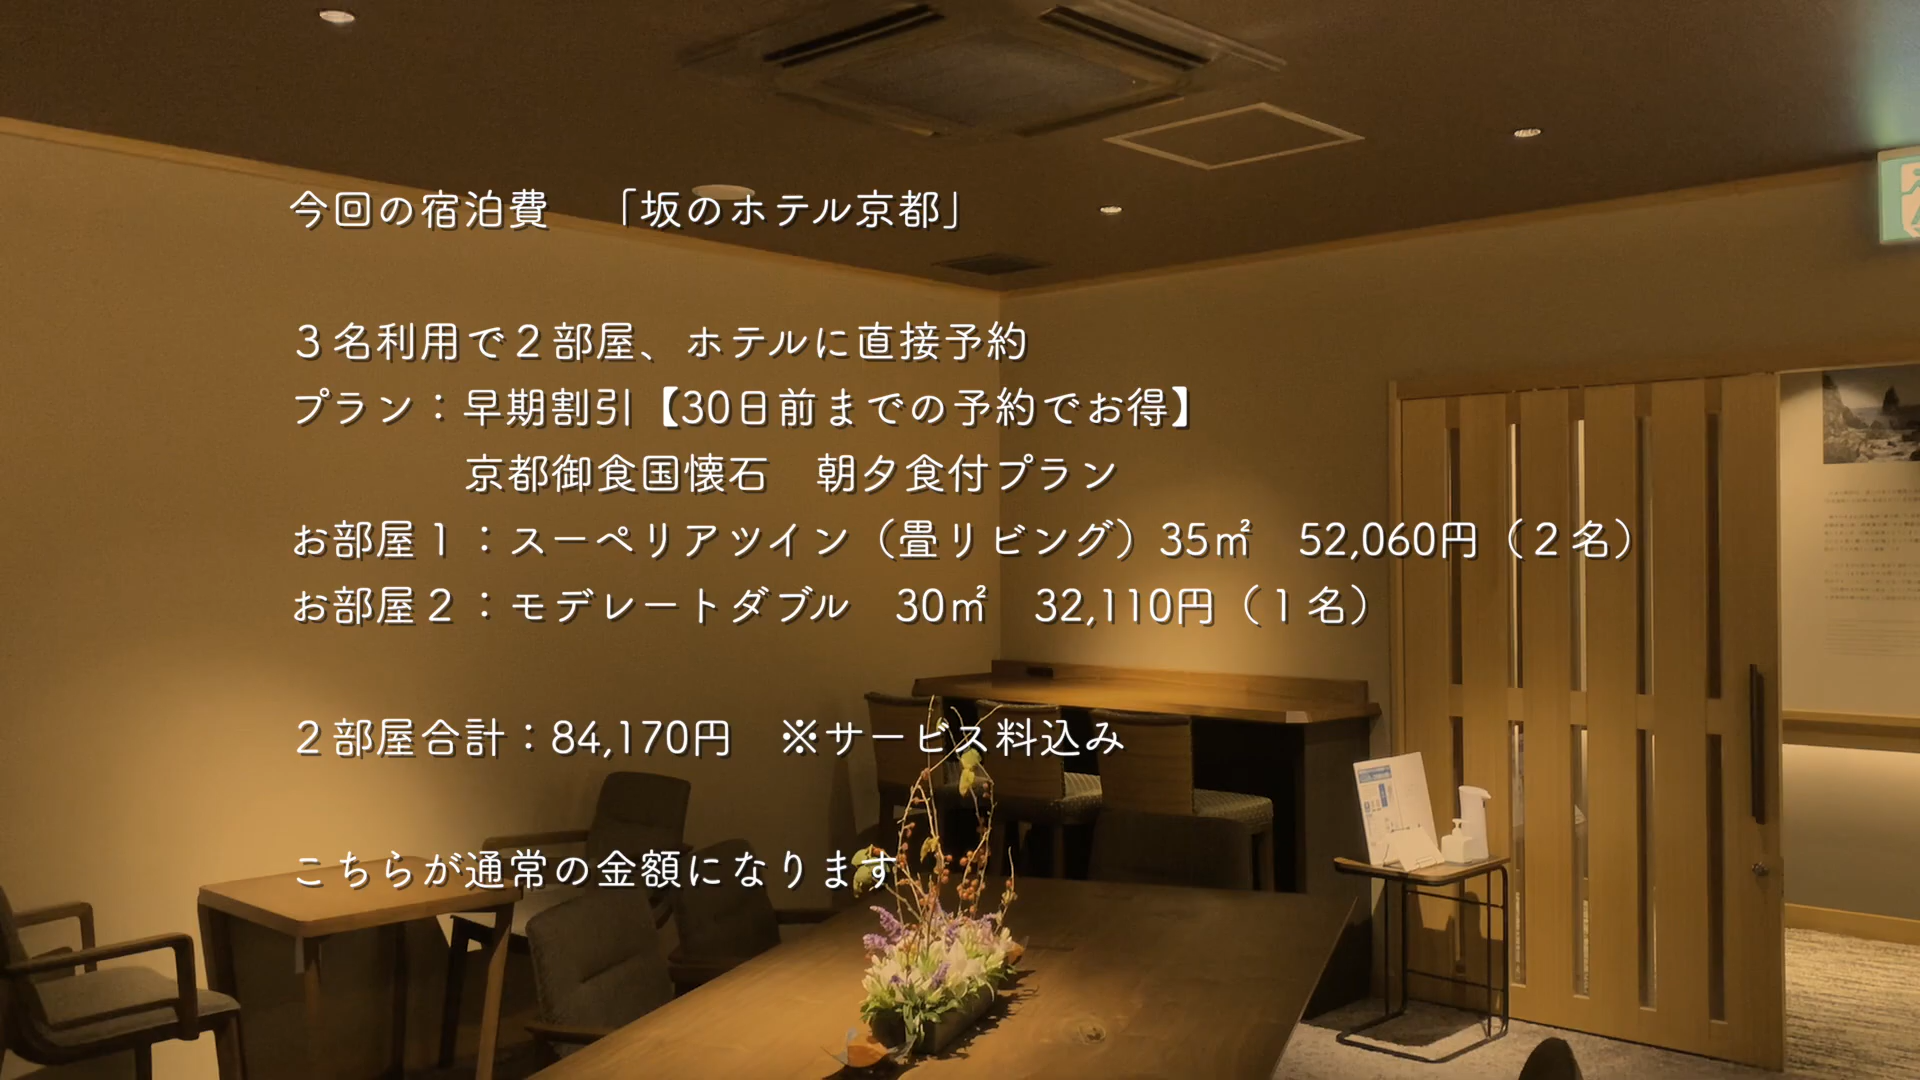 今回の宿泊費　「坂のホテル京都」
３名利用で２部屋、ホテルに直接予約
プラン：早期割引【30日前までの予約でお得】
京都御食国懐石　朝夕食付プラン
お部屋１：スーペリアツイン（畳リビング）35㎡　52,060円（２名）
お部屋２：モデレートダブル　30㎡　32,110円（１名）
２部屋合計：84,170円　※サービス料込み
こちらが通常の金額になります